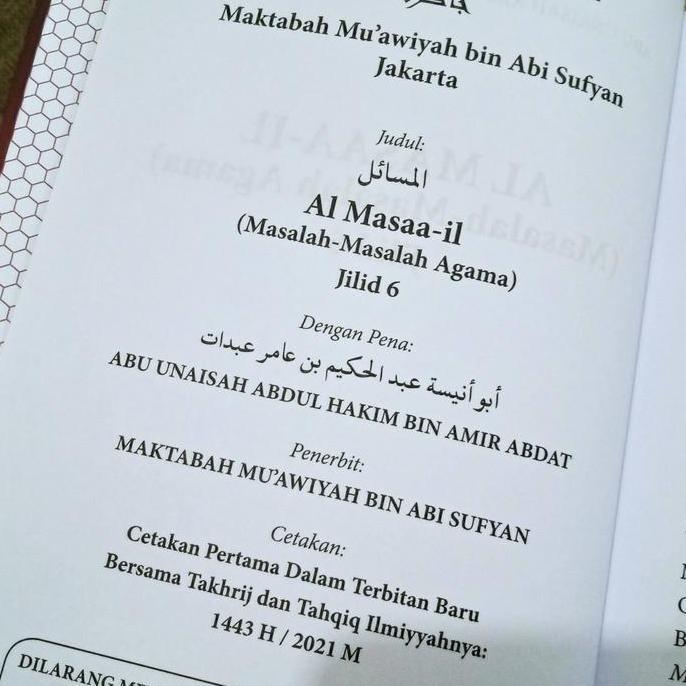 Maktabah Mu'awiyah bin Abi Sufyan
Jakarta
Judul:
المسائل
Al Masaa-il
(Masalah-Masalah Agama)
Jilid 6
Dengan Pena:
أبو أنيسة عبد الحكيم بن عامر عبدات
ABU UNAISAH ABDUL HAKIM BIN AMIR ABDAT
Penerbit:
MAKTABAH MU'AWIYAH BIN ABI SUFYAN
Cetakan:
Cetakan Pertama Dalam Terbitan Baru
Bersama Takhrij dan Tahqiq Ilmiyyahnya:
1443 H / 2021 M
DILARANG